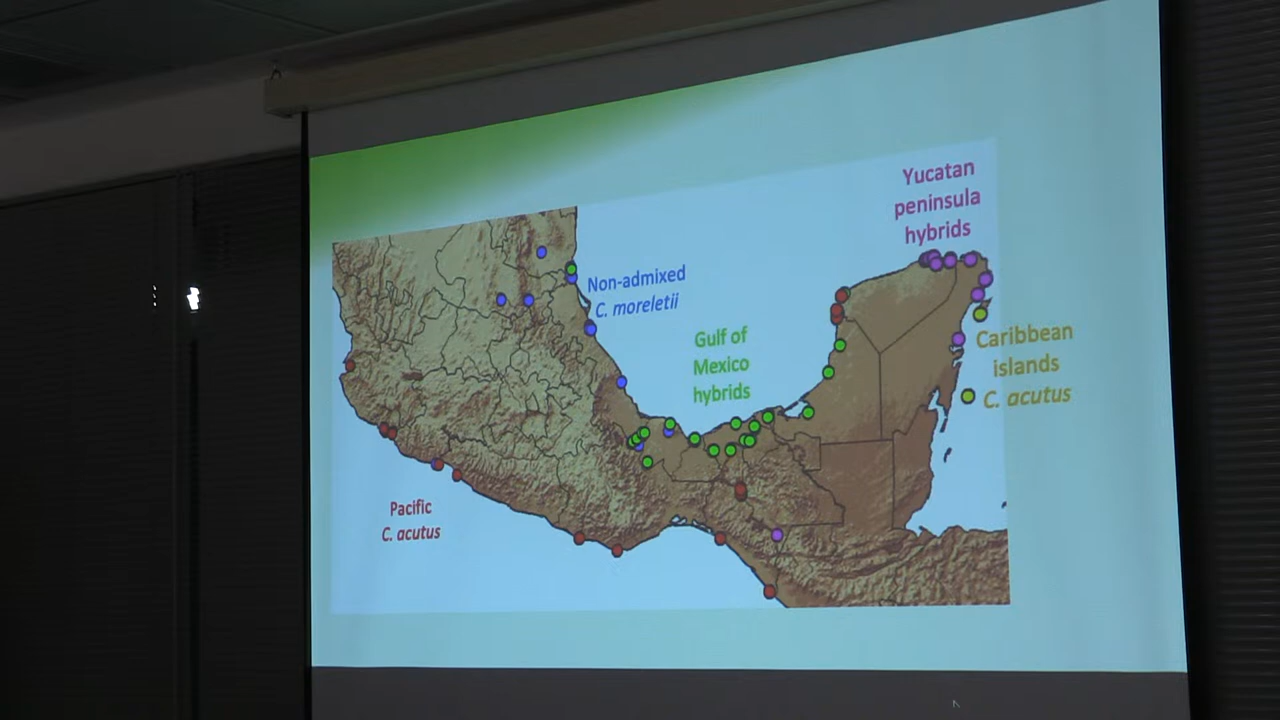 Yucatan
peninsula
hybrids
Non-admixed
C. moreletii
Gulf of
Mexico
hybrids
Caribbean
islands
C. acutus
Pacific
C. acutus